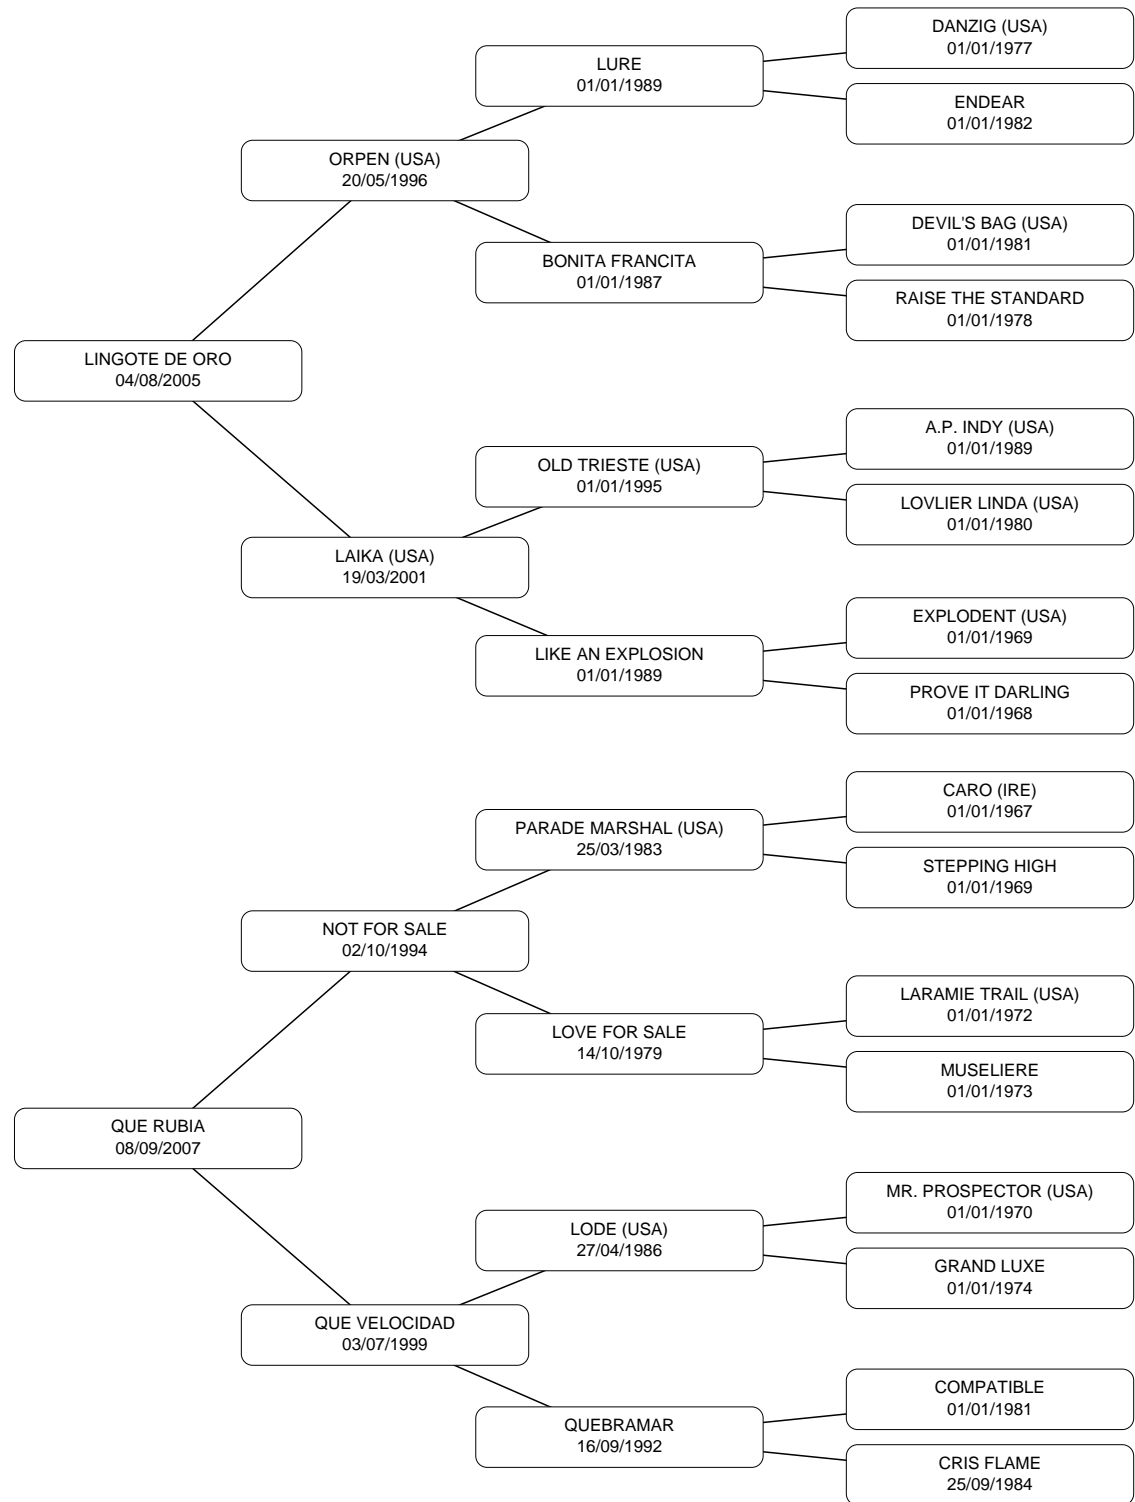 DANZIG (USA)
01/01/1977
LURE
01/01/1989
ENDEAR
01/01/1982
ORPEN (USA)
20/05/1996
DEVIL'S BAG (USA)
01/01/1981
BONITA FRANCITA
01/01/1987
RAISE THE STANDARD
01/01/1978
LINGOTE DE ORO
04/08/2005
A.P. INDY (USA)
01/01/1989
OLD TRIESTE (USA)
01/01/1995
LOVLIER LINDA (USA)
01/01/1980
LAIKA (USA)
19/03/2001
EXPLODENT (USA)
01/01/1969
LIKE AN EXPLOSION
01/01/1989
PROVE IT DARLING
01/01/1968
CARO (IRE)
01/01/1967
PARADE MARSHAL (USA)
25/03/1983
STEPPING HIGH
01/01/1969
NOT FOR SALE
02/10/1994
LARAMIE TRAIL (USA)
01/01/1972
LOVE FOR SALE
14/10/1979
MUSELIERE
01/01/1973
QUE RUBIA
08/09/2007
MR. PROSPECTOR (USA)
01/01/1970
LODE (USA)
27/04/1986
GRAND LUXE
01/01/1974
QUE VELOCIDAD
03/07/1999
COMPATIBLE
01/01/1981
QUEBRAMAR
16/09/1992
CRIS FLAME
25/09/1984